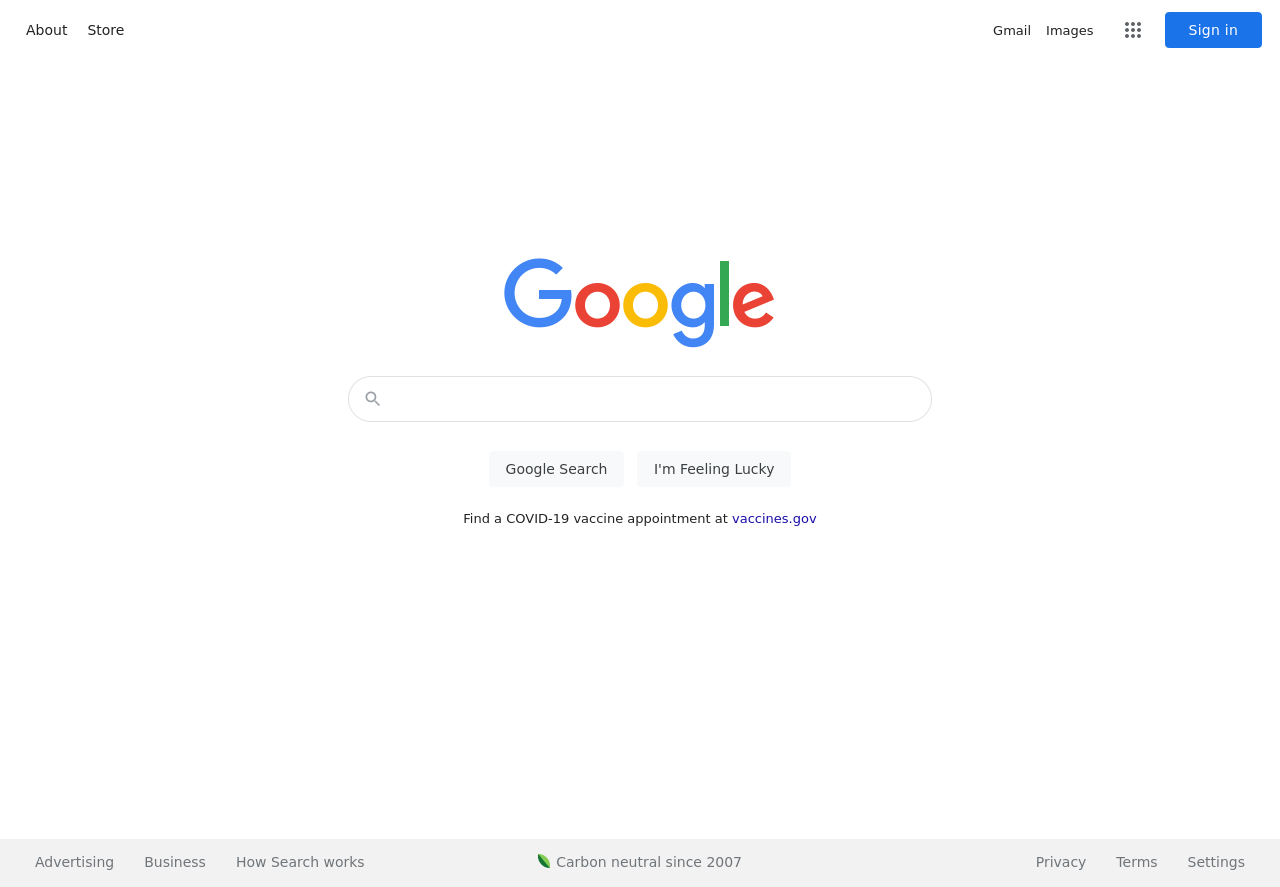 About Store Gmail Images Sign in
Google
Google Search I'm Feeling Lucky
Find a COVID-19 vaccine appointment at vaccines.gov
Advertising Business How Search works Carbon neutral since 2007 Privacy Terms Settings